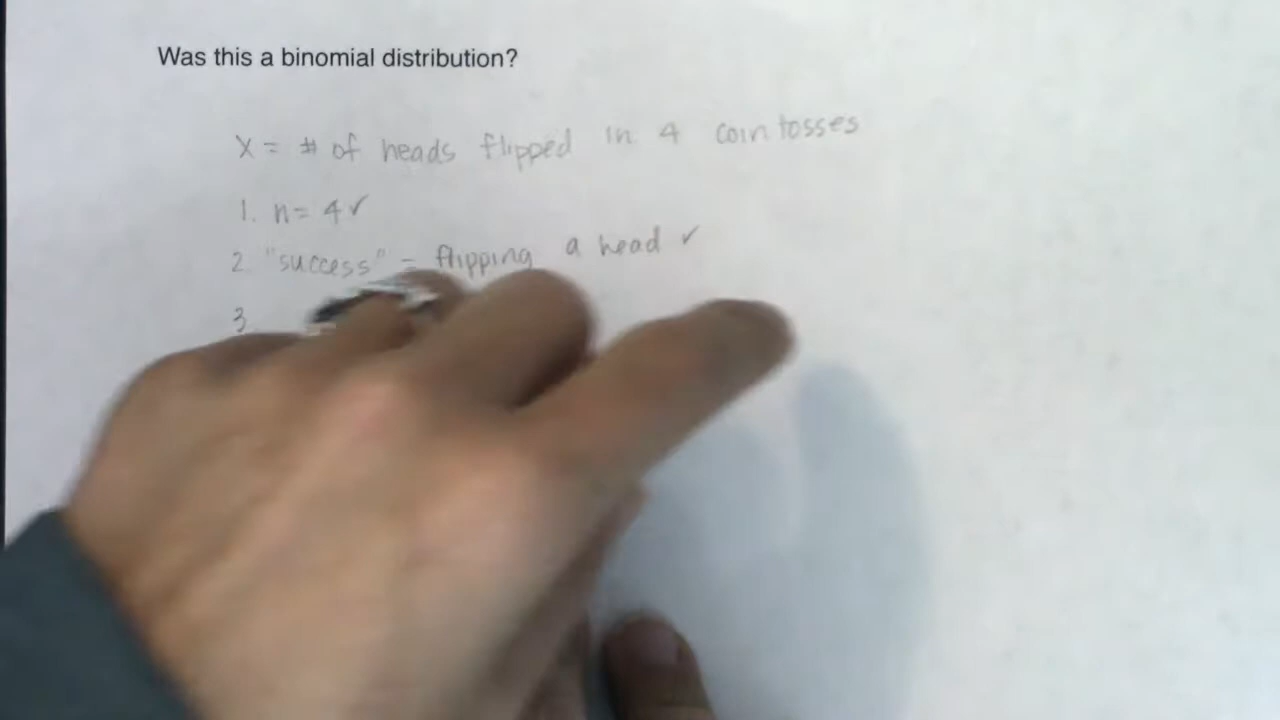 Was this a binomial distribution?
X = # of heads flipped in 4 coin tosses
1. n = 4 ✓
2. "success" = flipping a head ✓
3.